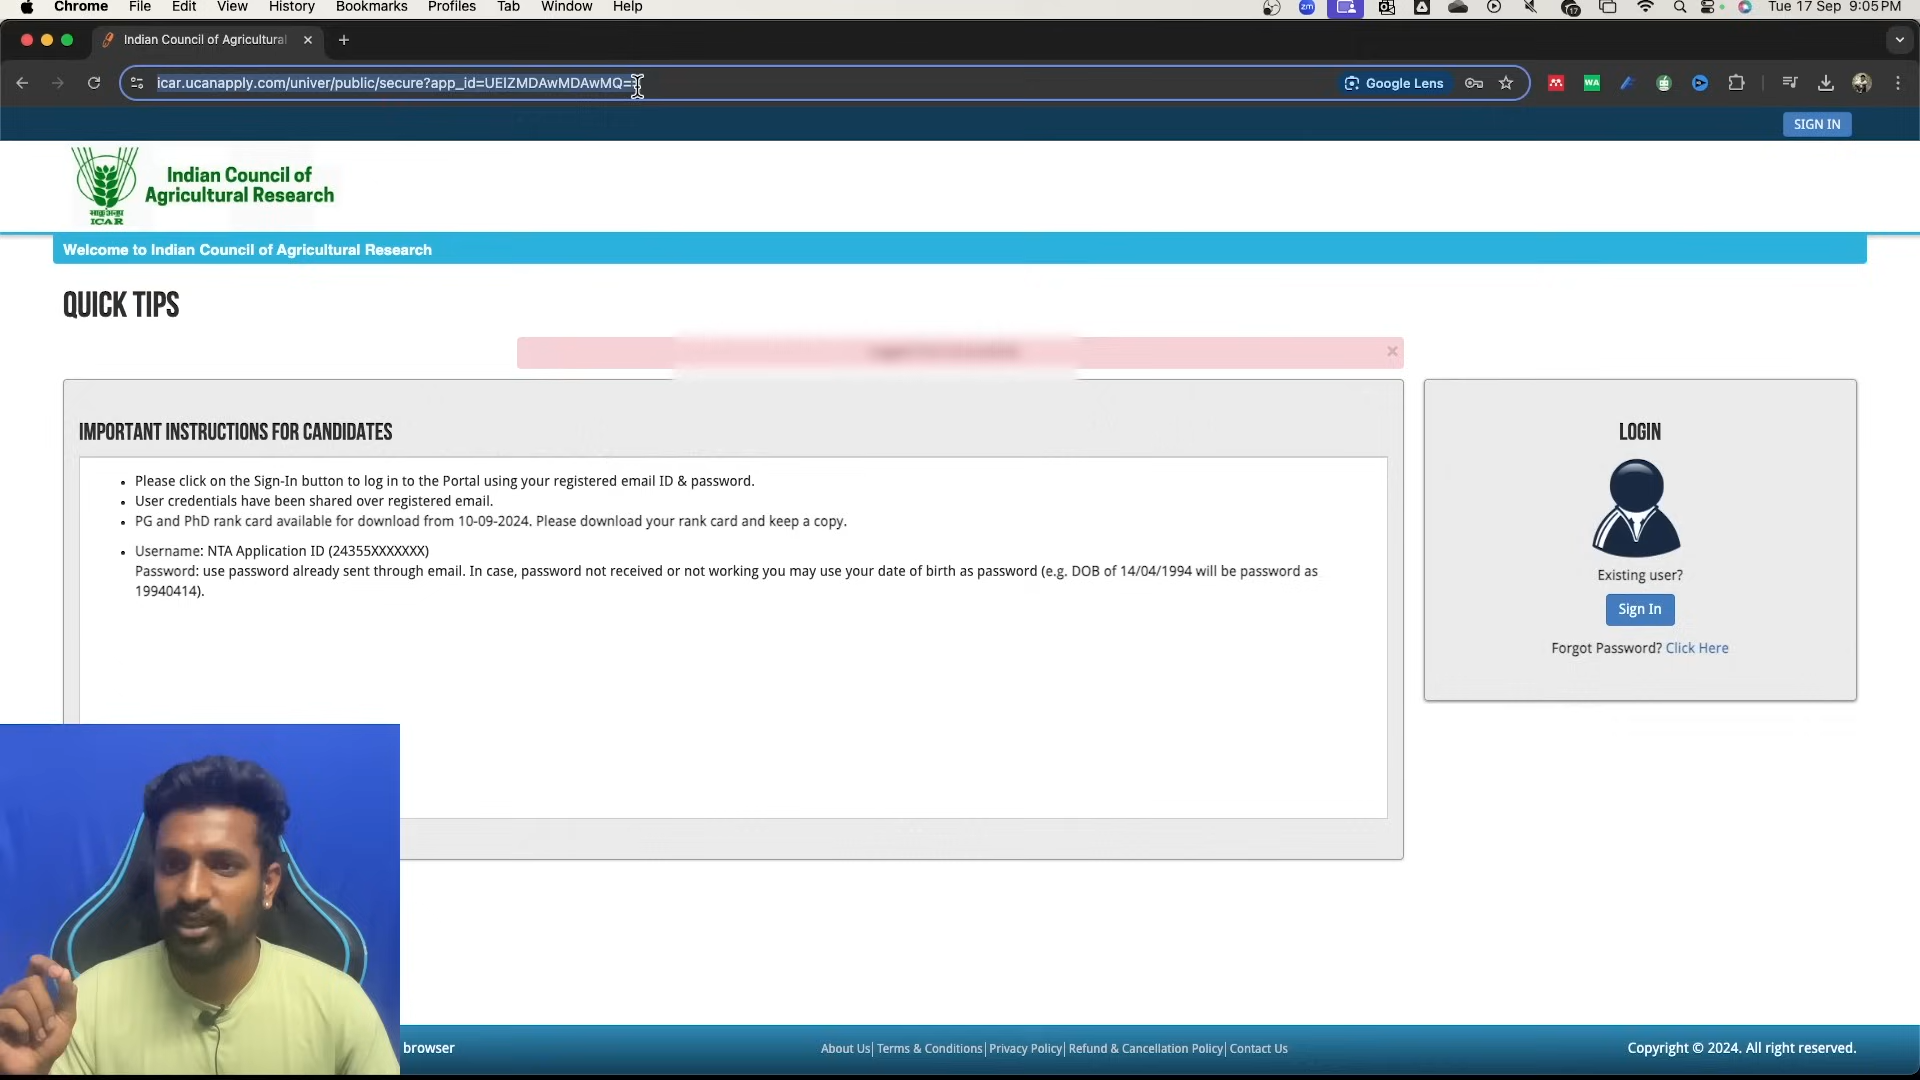 Chrome File Edit View History Bookmarks Profiles Tab Window Help
17
Tue 17 Sep 9:05 PM
Indian Council of Agricultural
icar.ucanapply.com/univer/public/secure?app_id=UElZMDAwMDAwMQ==
Google Lens
WA
zm
SIGN IN
Indian Council of
Agricultural Research
ICAR
Welcome to Indian Council of Agricultural Research
QUICK TIPS
IMPORTANT INSTRUCTIONS FOR CANDIDATES
• Please click on the Sign-In button to log in to the Portal using your registered email ID & password.
• User credentials have been shared over registered email.
• PG and PhD rank card available for download from 10-09-2024. Please download your rank card and keep a copy.
• Username: NTA Application ID (24355XXXXXXX)
Password: use password already sent through email. In case, password not received or not working you may use your date of birth as password (e.g. DOB of 14/04/1994 will be password as
19940414).
LOGIN
Existing user?
Sign In
Forgot Password? Click Here
browser
About Us| Terms & Conditions| Privacy Policy| Refund & Cancellation Policy| Contact Us
Copyright © 2024. All right reserved.